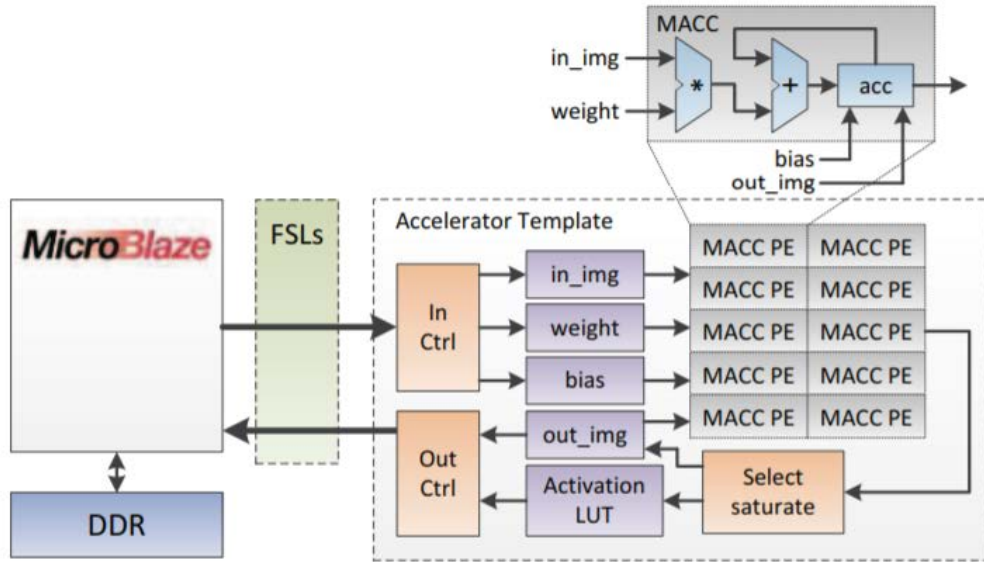 MACC
in_img
weight
*
+
acc
bias
out_img
MicroBlaze
FSLs
Accelerator Template
In
Ctrl
in_img
weight
bias
MACC PE MACC PE
MACC PE MACC PE
MACC PE MACC PE
MACC PE MACC PE
MACC PE MACC PE
Out
Ctrl
out_img
Activation
LUT
Select
saturate
DDR